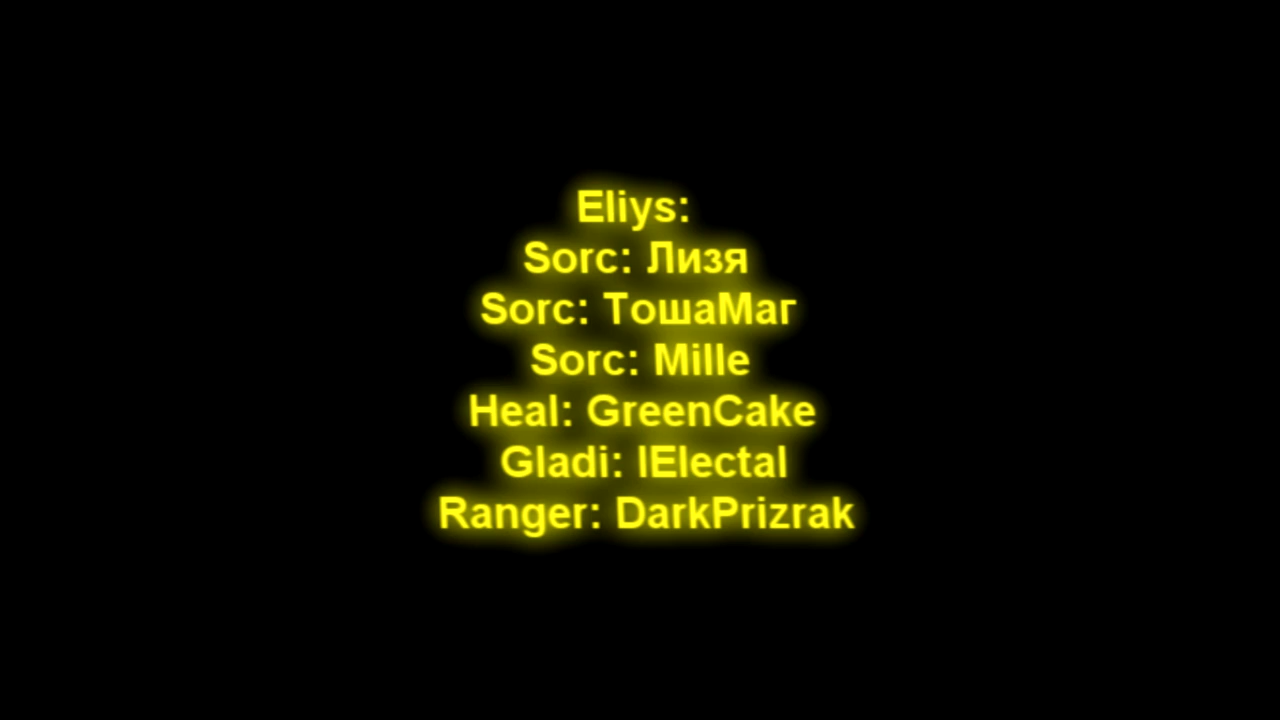 Eliys:
Sorc: Лизя
Sorc: ТошаМаг
Sorc: Mille
Heal: GreenCake
Gladi: lElectal
Ranger: DarkPrizrak